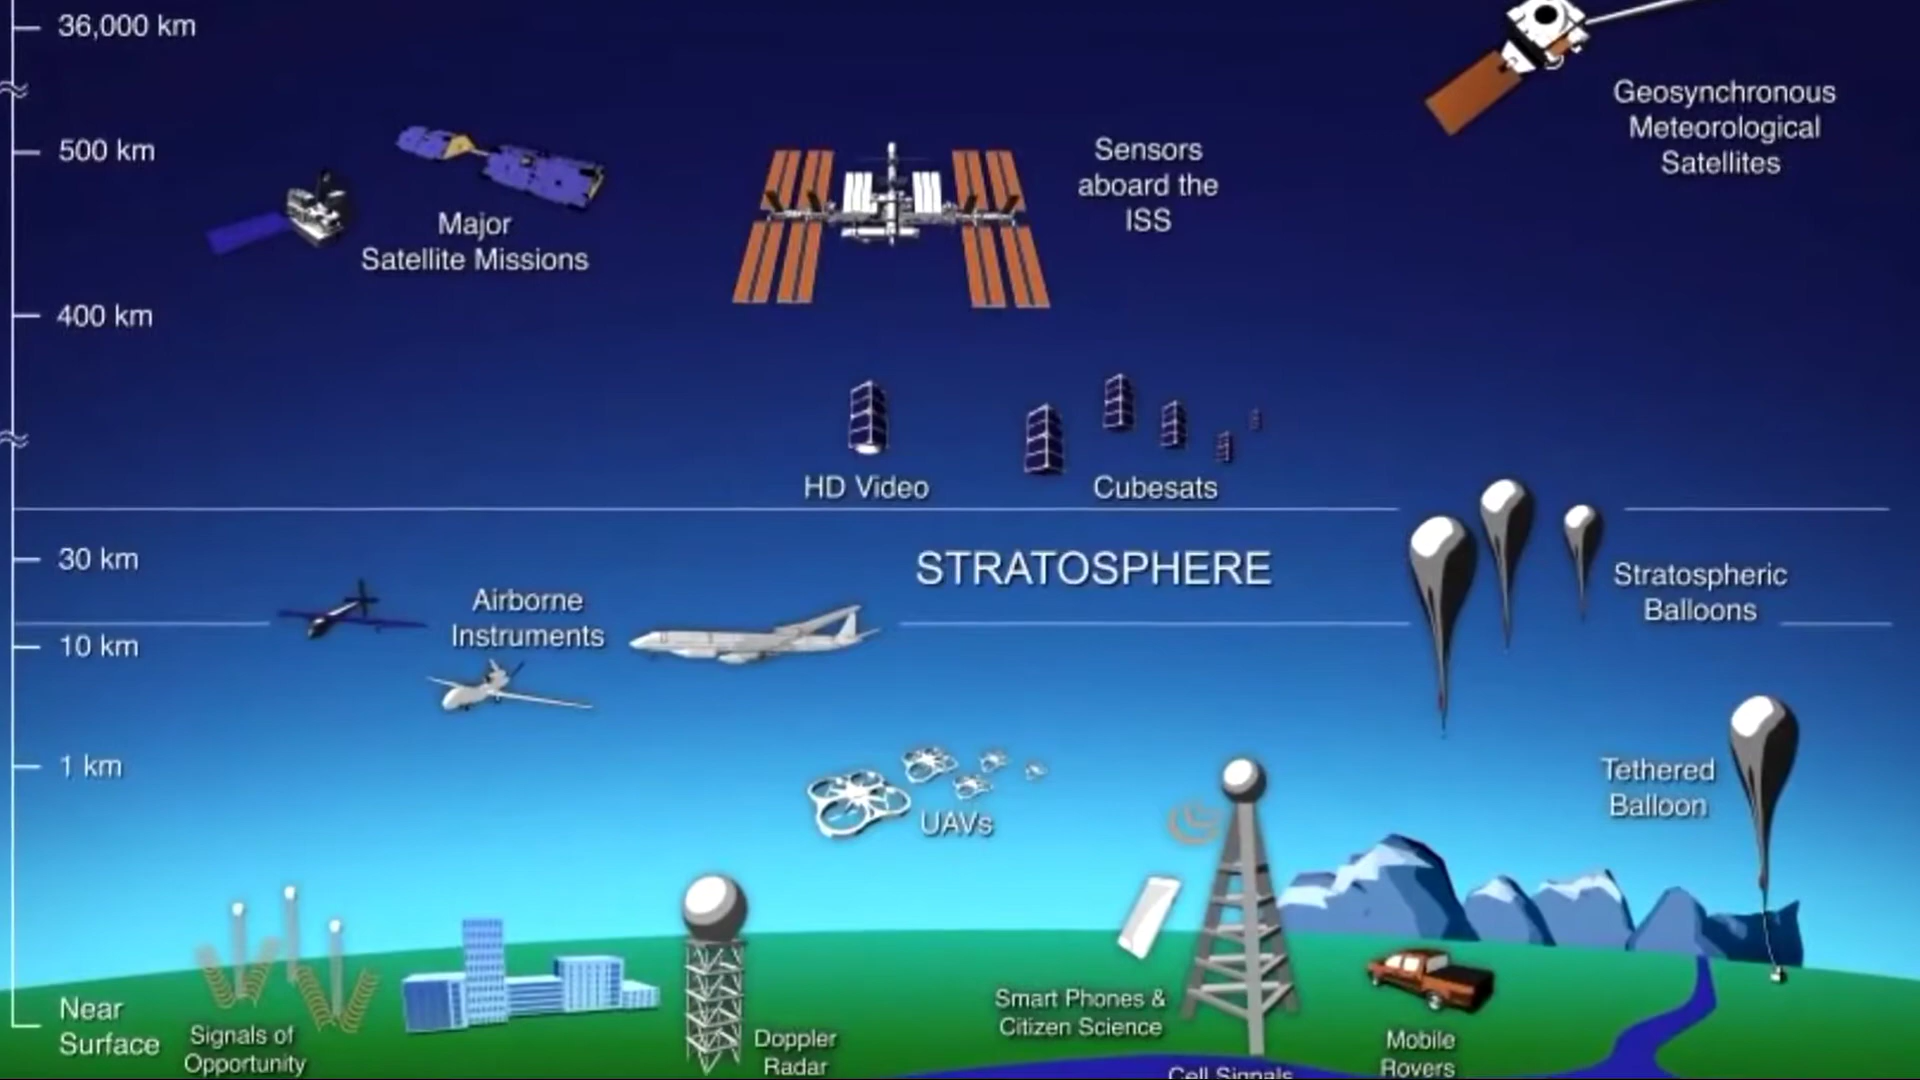 36,000 km
Geosynchronous
Meteorological
Satellites
500 km
Sensors
aboard the
ISS
Major
Satellite Missions
400 km
HD Video
Cubesats
STRATOSPHERE
30 km
Stratospheric
Balloons
Airborne
Instruments
10 km
1 km
Tethered
Balloon
UAVs
Near
Surface
Signals of
Opportunity
Doppler
Radar
Smart Phones &
Citizen Science
Cell Signals
Mobile
Rovers